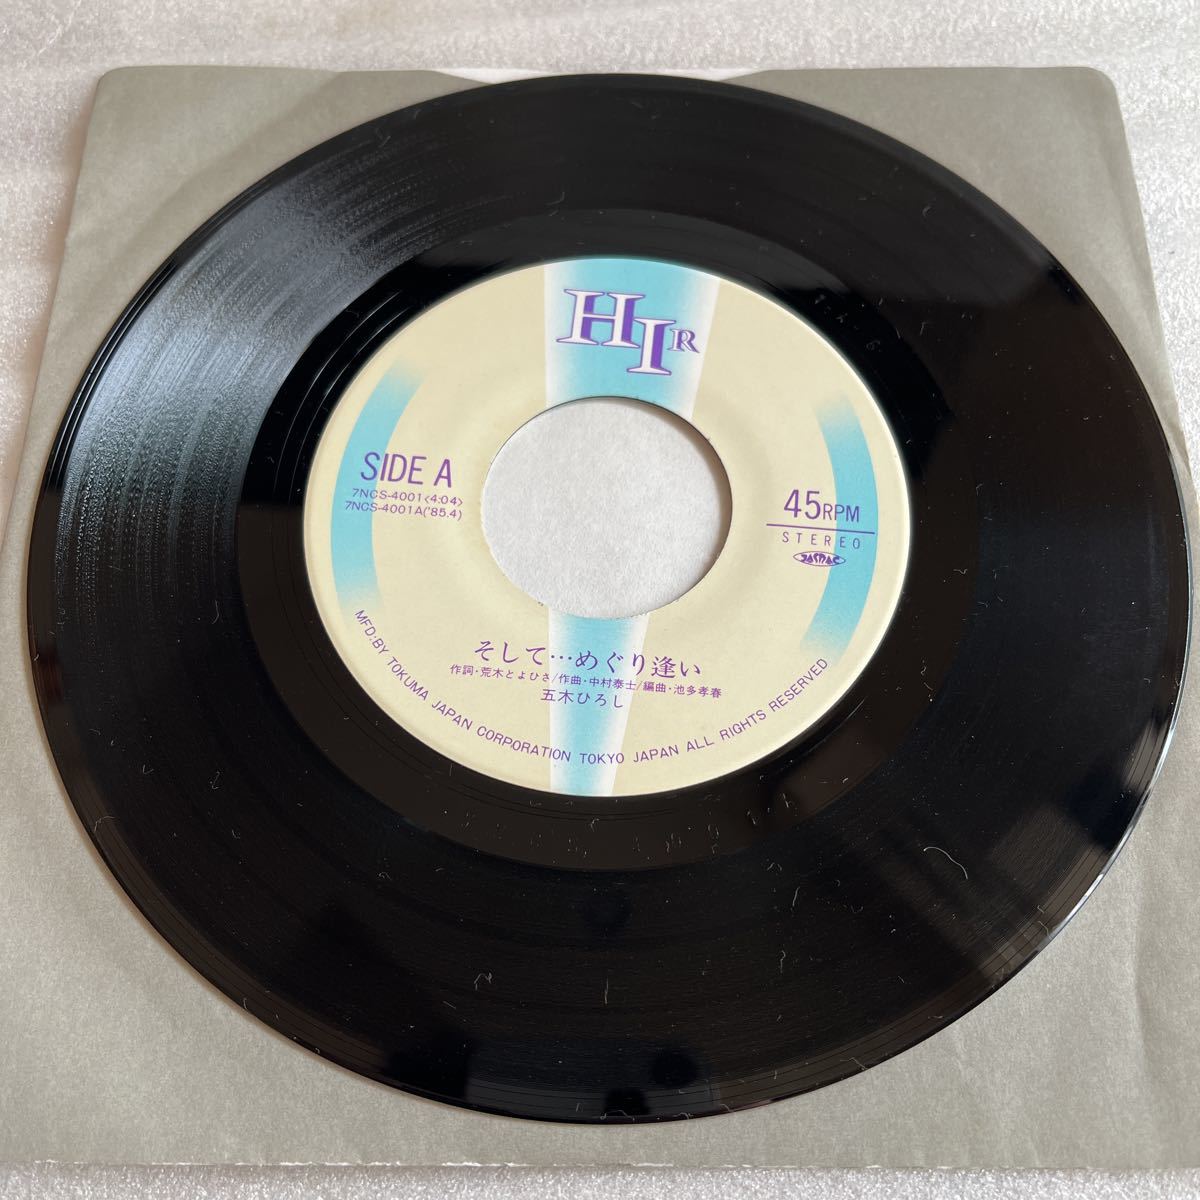 HIR
SIDE A
7NCS-4001<4:04>
7NCS-4001A('85.4)
45RPM
STEREO
JASRAC
そして…めぐり逢い
作詞・荒木とよひさ/作曲・中村泰士/編曲・池多孝春
五木ひろし
MFD:BY TOKUMA JAPAN CORPORATION TOKYO JAPAN ALL RIGHTS RESERVED